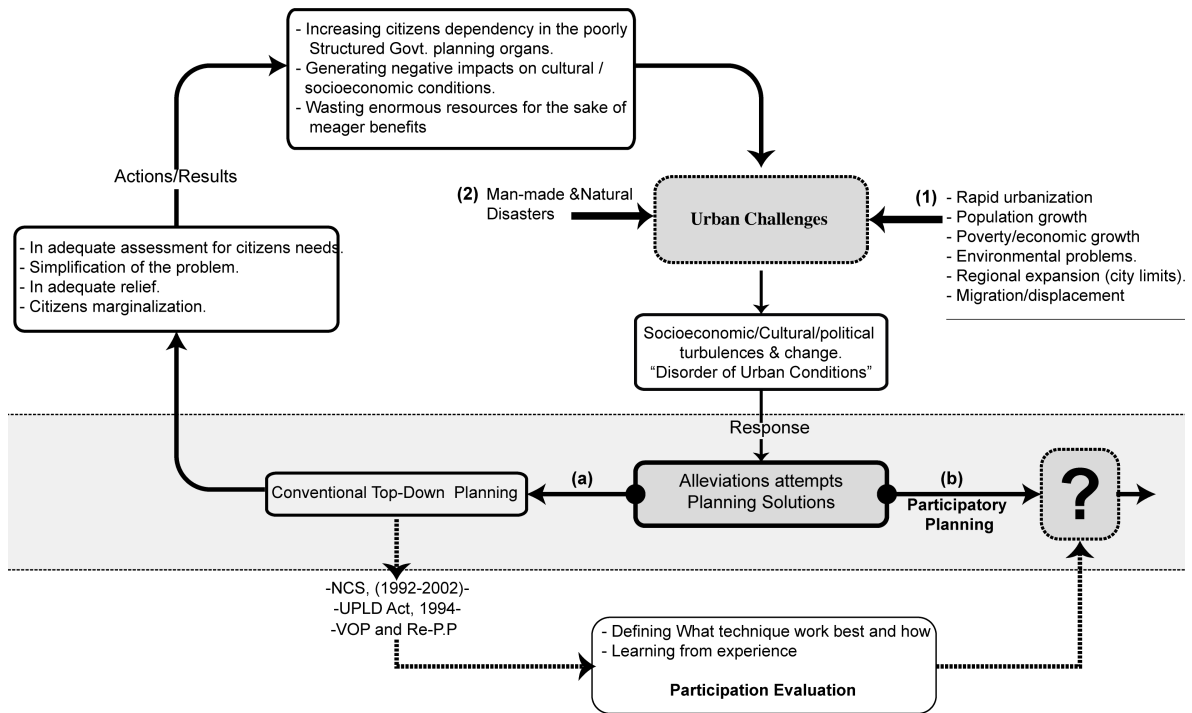 - Increasing citizens dependency in the poorly
Structured Govt. planning organs.
- Generating negative impacts on cultural /
socioeconomic conditions.
- Wasting enormous resources for the sake of
meager benefits
Actions/Results
(2) Man-made &Natural
Disasters
Urban Challenges
(1) - Rapid urbanization
- Population growth
- Poverty/economic growth
- Environmental problems.
- Regional expansion (city limits).
- Migration/displacement
- In adequate assessment for citizens needs.
- Simplification of the problem.
- In adequate relief.
- Citizens marginalization.
Socioeconomic/Cultural/political
turbulences & change.
“Disorder of Urban Conditions”
Response
Conventional Top-Down Planning
(a)
Alleviations attempts
Planning Solutions
(b)
Participatory
Planning
?
-NCS, (1992-2002)-
-UPLD Act, 1994-
-VOP and Re-P.P
- Defining What technique work best and how
- Learning from experience
Participation Evaluation